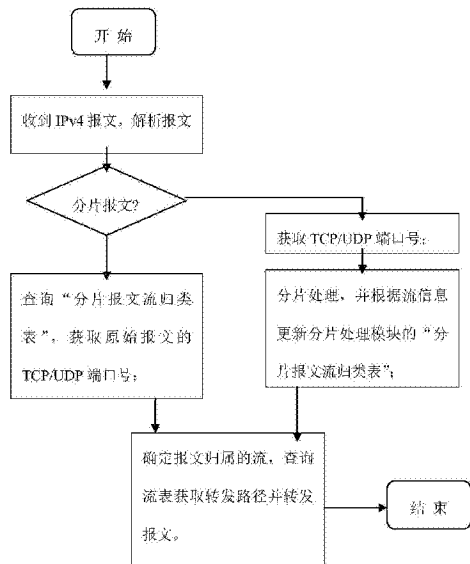 开 始
收到 IPv4 报文，解析报文
分片报文?
获取 TCP/UDP 端口号；
查询“分片报文流归类
表”，获取原始报文的
TCP/UDP 端口号；
分片处理，并根据流信息
更新分片处理模块的“分
片报文流归类表”；
确定报文归属的流，查询
流表获取转发路径并转发
报文。
结 束